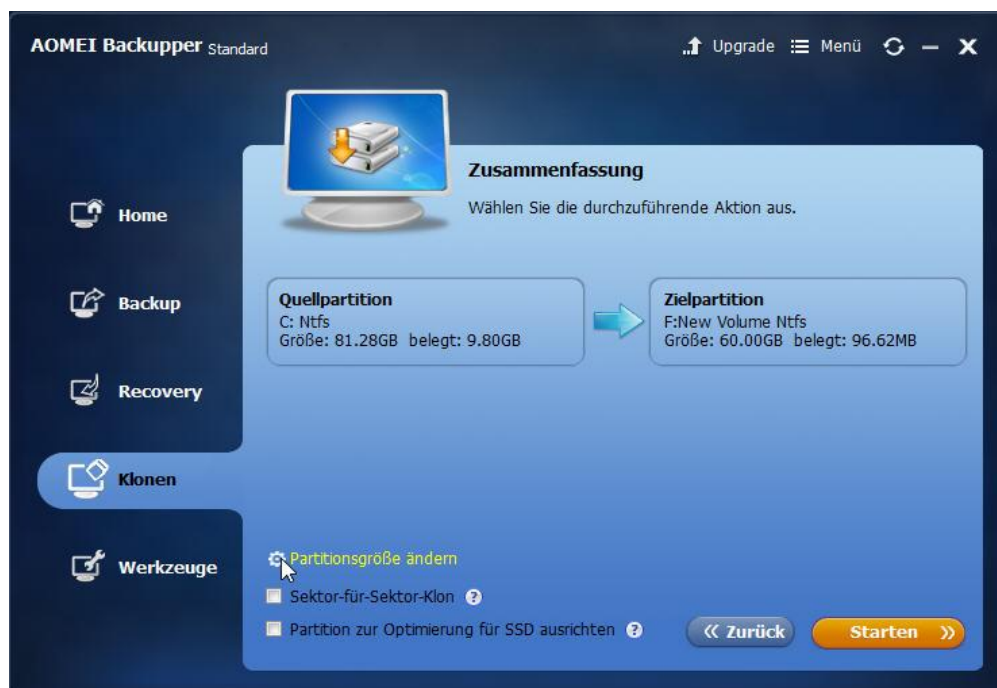 AOMEI Backupper Standard
Upgrade
Menü
Zusammenfassung
Wählen Sie die durchzuführende Aktion aus.
Home
Backup
Recovery
Klonen
Werkzeuge
Quellpartition
C: Ntfs
Größe: 81.28GB belegt: 9.80GB
Zielpartition
F:New Volume Ntfs
Größe: 60.00GB belegt: 96.62MB
Partitionsgröße ändern
Sektor-für-Sektor-Klon ?
Partition zur Optimierung für SSD ausrichten ?
« Zurück
Starten »